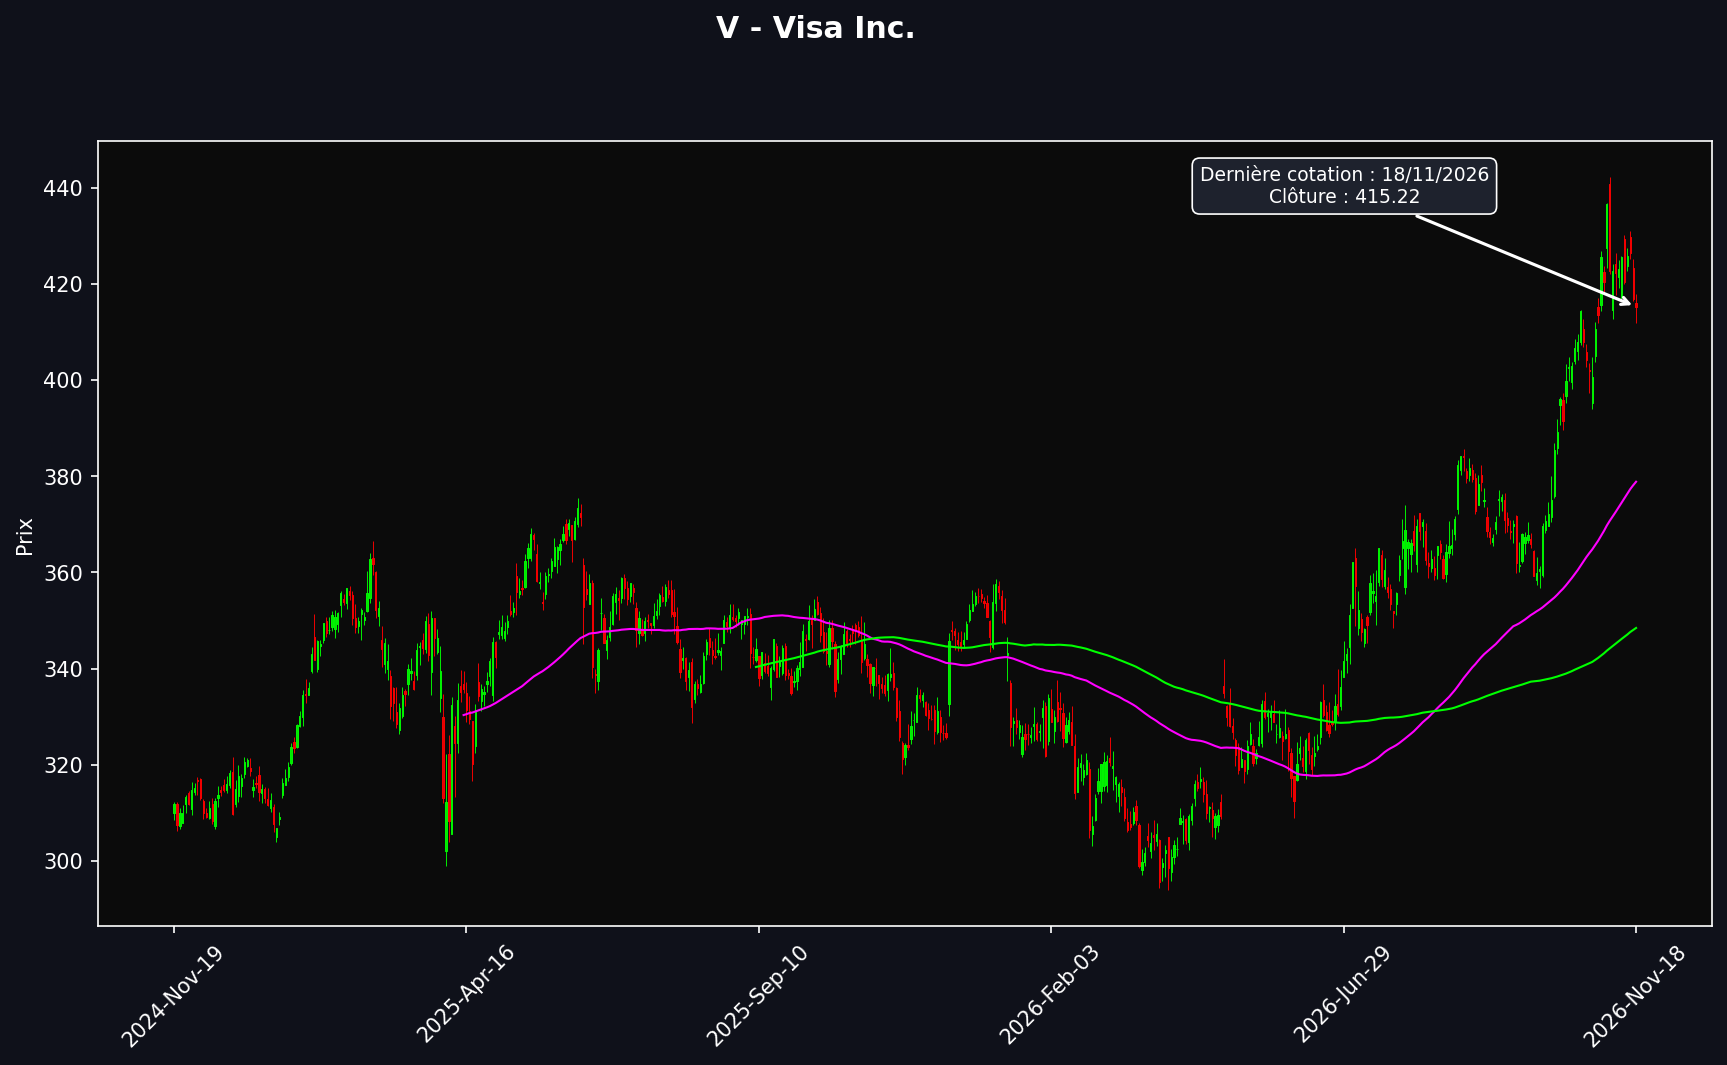 V - Visa Inc.
Dernière cotation : 18/11/2026
Clôture : 415.22
Prix
440
420
400
380
360
340
320
300
2024-Nov-19
2025-Apr-16
2025-Sep-10
2026-Feb-03
2026-Jun-29
2026-Nov-18